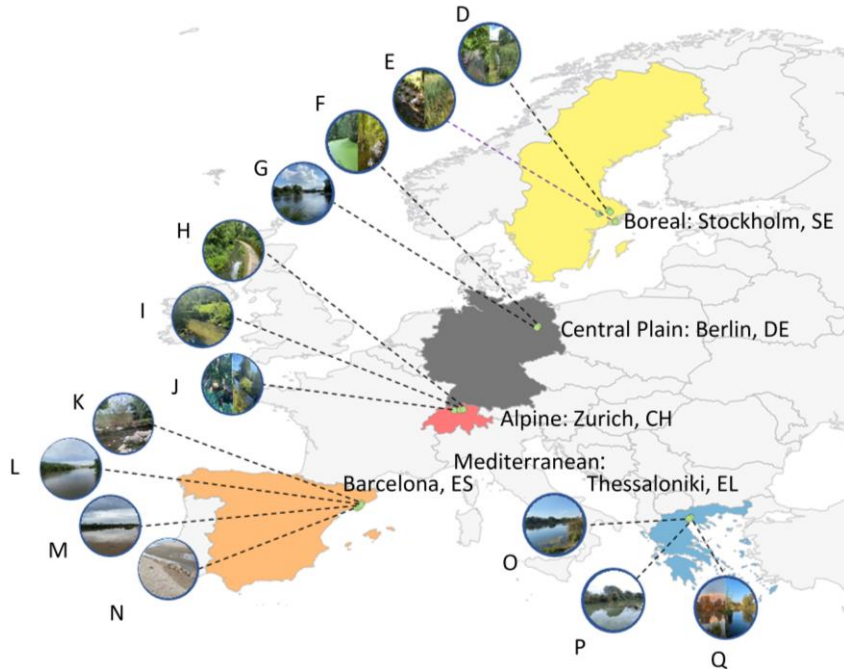 D
E
F
G
H
Boreal: Stockholm, SE
I
Central Plain: Berlin, DE
J
K
Alpine: Zurich, CH
L
Mediterranean:
Barcelona, ES
Thessaloniki, EL
M
N
O
P
Q